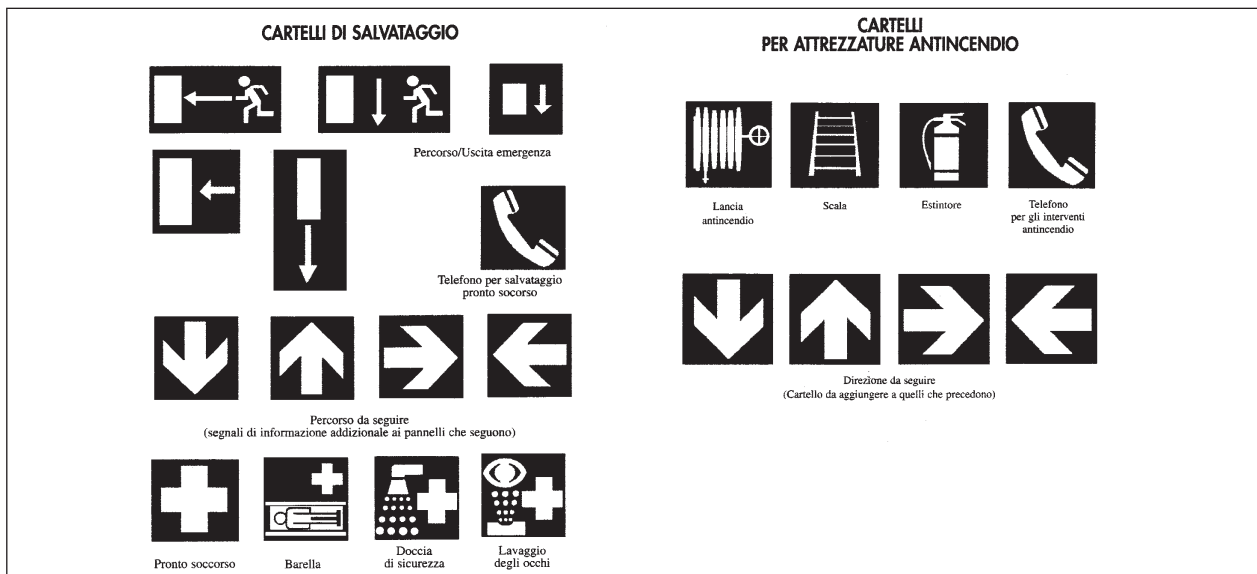 CARTELLI DI SALVATAGGIO
Percorso/Uscita emergenza
Telefono per salvataggio
pronto socorso
Percorso da seguire
(segnali di informazione addizionale ai pannelli che seguono)
Pronto soccorso
Barella
Doccia
di sicurezza
Lavaggio
degli occhi
CARTELLI
PER ATTREZZATURE ANTINCENDIO
Lancia
antincendio
Scala
Estintore
Telefono
per gli interventi
antincendio
Direzione da seguire
(Cartello da aggiungere a quelli che precedono)